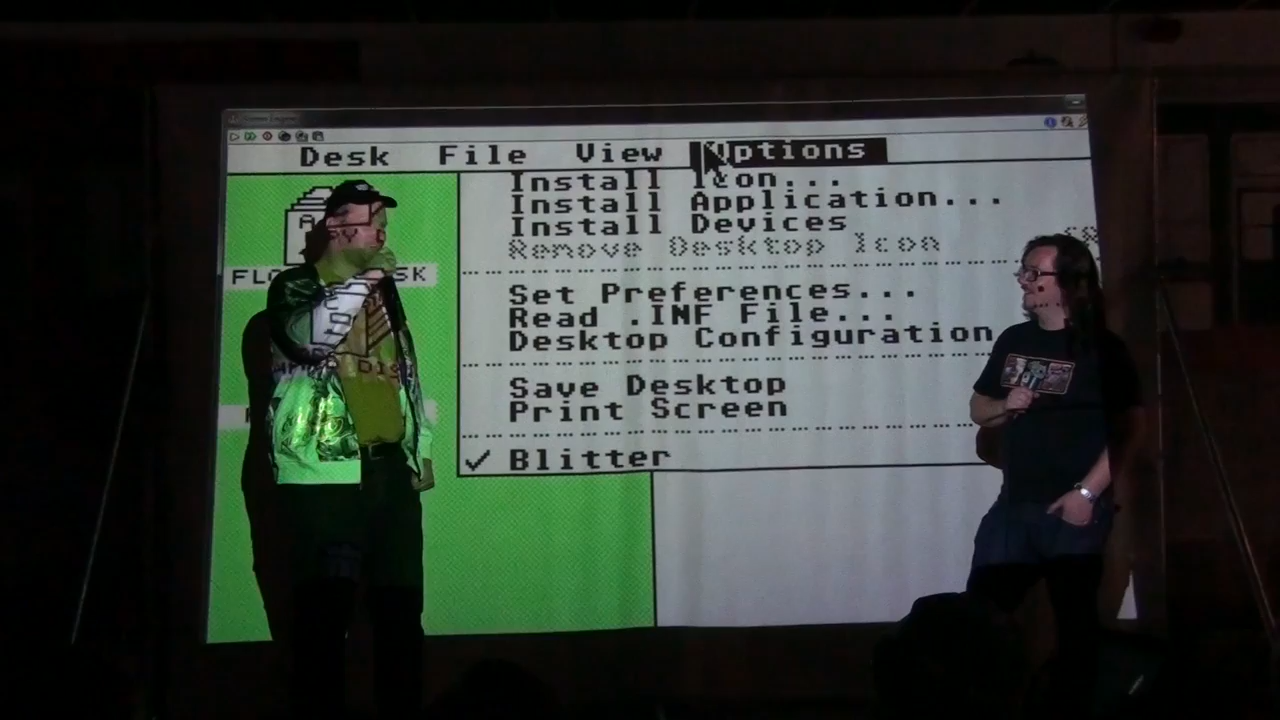 Desk File View Options
Install Icon...
Install Application...
Install Devices
Remove Desktop Icon
Set Preferences...
Read .INF File...
Desktop Configuration
Save Desktop
Print Screen
✓ Blitter